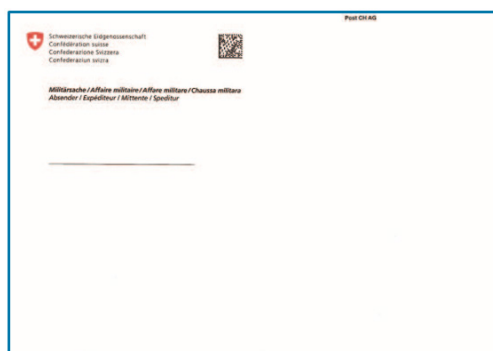 Post CH AG
Schweizerische Eidgenossenschaft
Confédération suisse
Confederazione Svizzera
Confederaziun svizra
Militärsache / Affaire militaire / Affare militare / Chaussa militara
Absender / Expéditeur / Mittente / Speditur